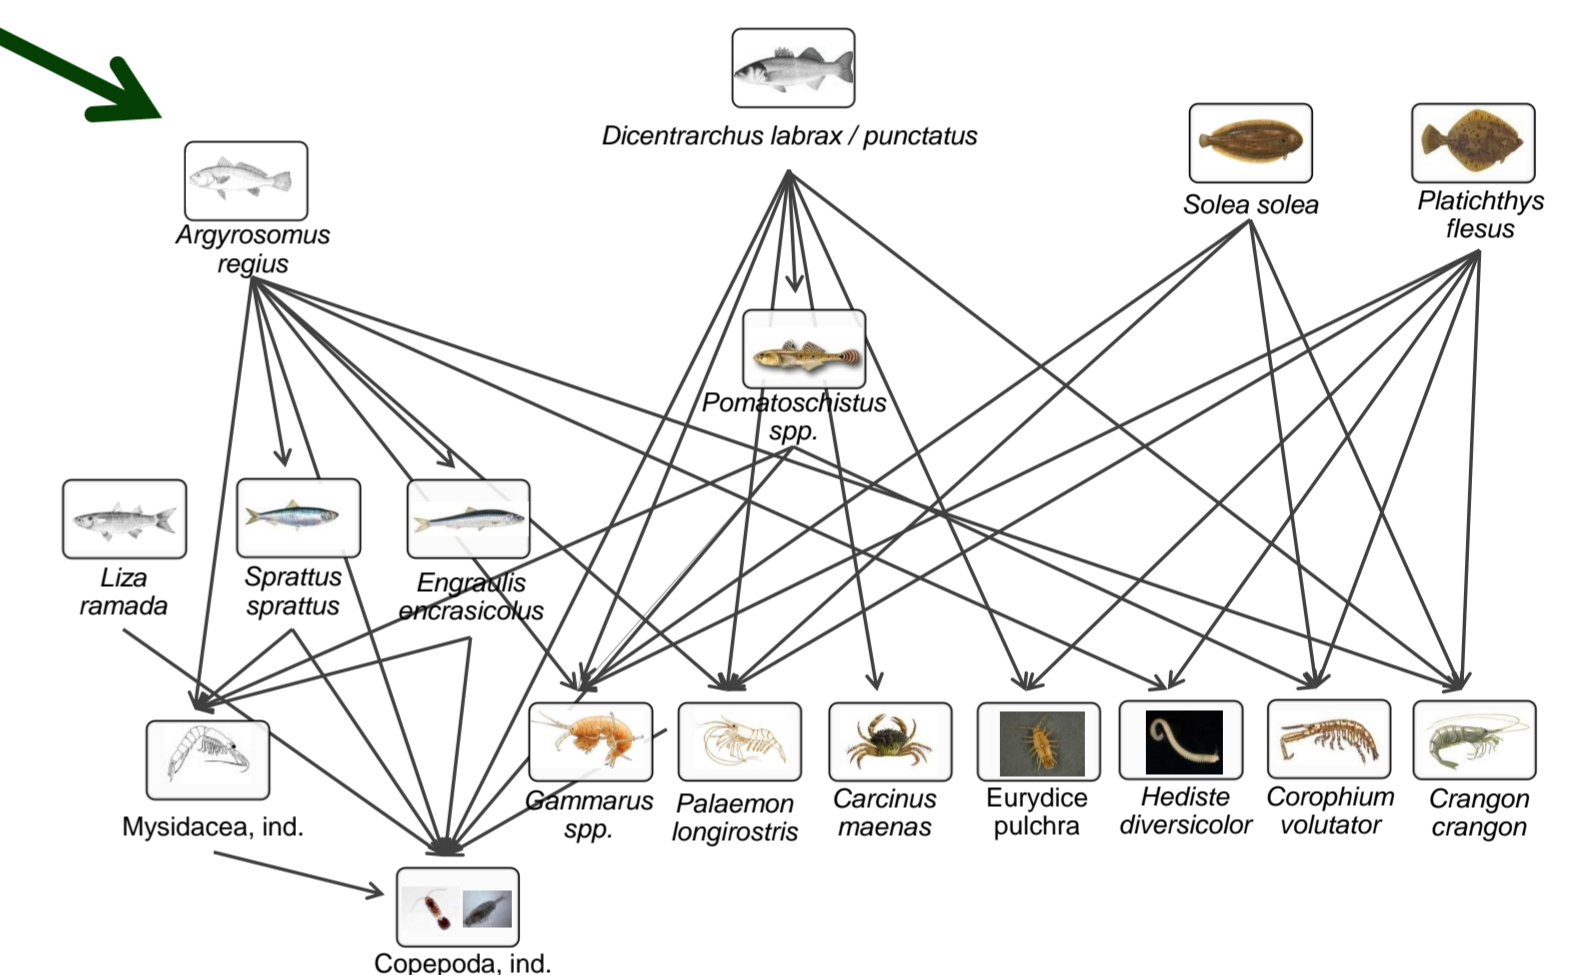 Dicentrarchus labrax / punctatus
Solea solea
Platichthys
flesus
Argyrosomus
regius
Pomatoschistus
spp.
Liza
ramada
Sprattus
sprattus
Engraulis
encrasicolus
Mysidacea, ind.
Gammarus
spp.
Palaemon
longirostris
Carcinus
maenas
Eurydice
pulchra
Hediste
diversicolor
Corophium
volutator
Crangon
crangon
Copepoda, ind.